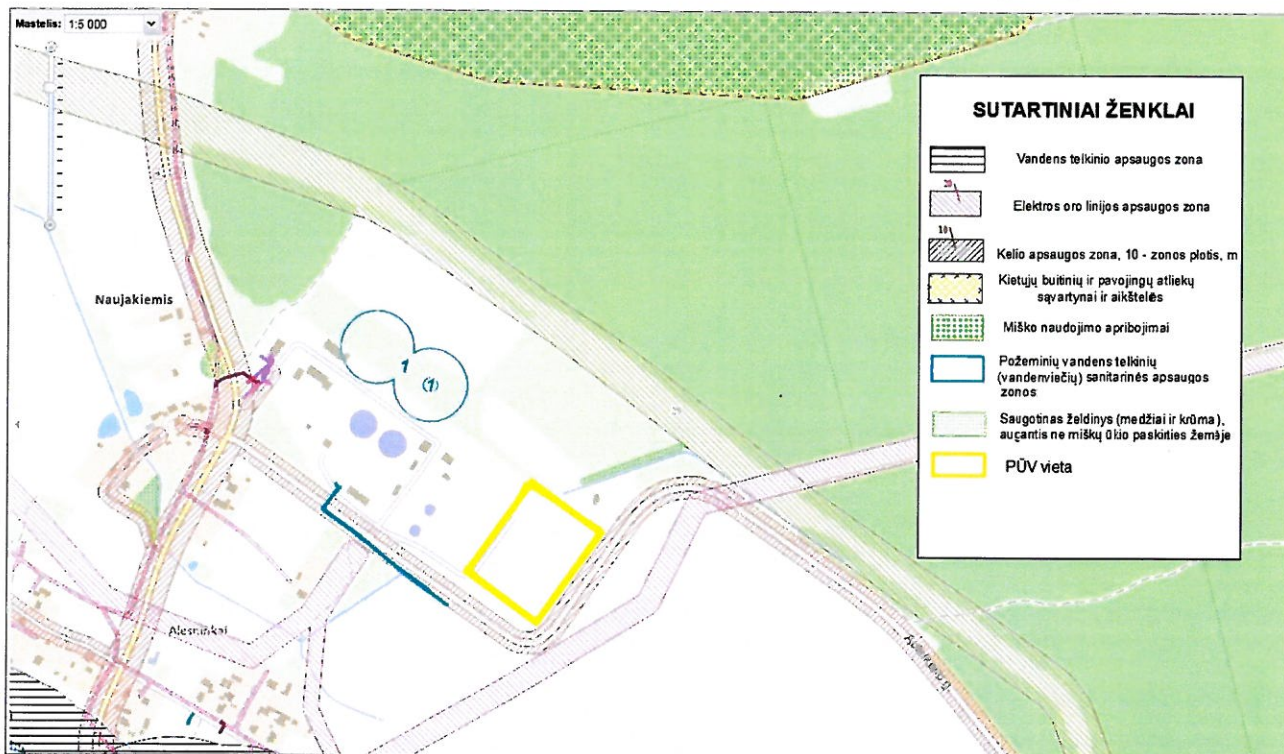 Mastelis: 1:5 000
SUTARTINIAI ŽENKLAI
Vandens telkinio apsaugos zona
20
Elektros oro linijos apsaugos zona
10
Kelio apsaugos zona, 10 - zonos plotis, m
Kietųjų buitinių ir pavojingų atliekų
sąvartynai ir aikštelės
Miško naudojimo apribojimai
Požeminių vandens telkinių
(vandenviečių) sanitarinės apsaugos
zonos
Saugotinas želdinys (medžiai ir krūma),
augantis ne miškų ūkio paskirties žemėje
PŪV vieta
Naujakiemis
1
(1)
Alesninkai